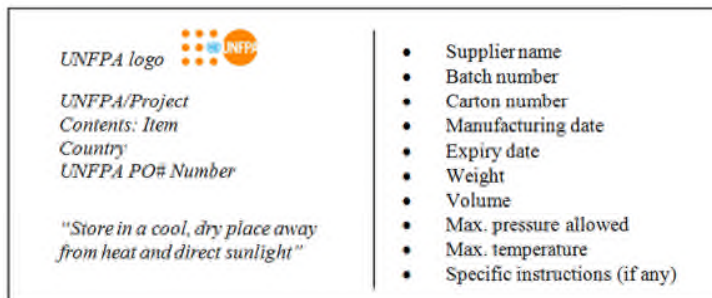 UNFPA logo
UNFPA
UNFPA/Project
Contents: Item
Country
UNFPA PO# Number
"Store in a cool, dry place away
from heat and direct sunlight"
• Supplier name
• Batch number
• Carton number
• Manufacturing date
• Expiry date
• Weight
• Volume
• Max. pressure allowed
• Max. temperature
• Specific instructions (if any)